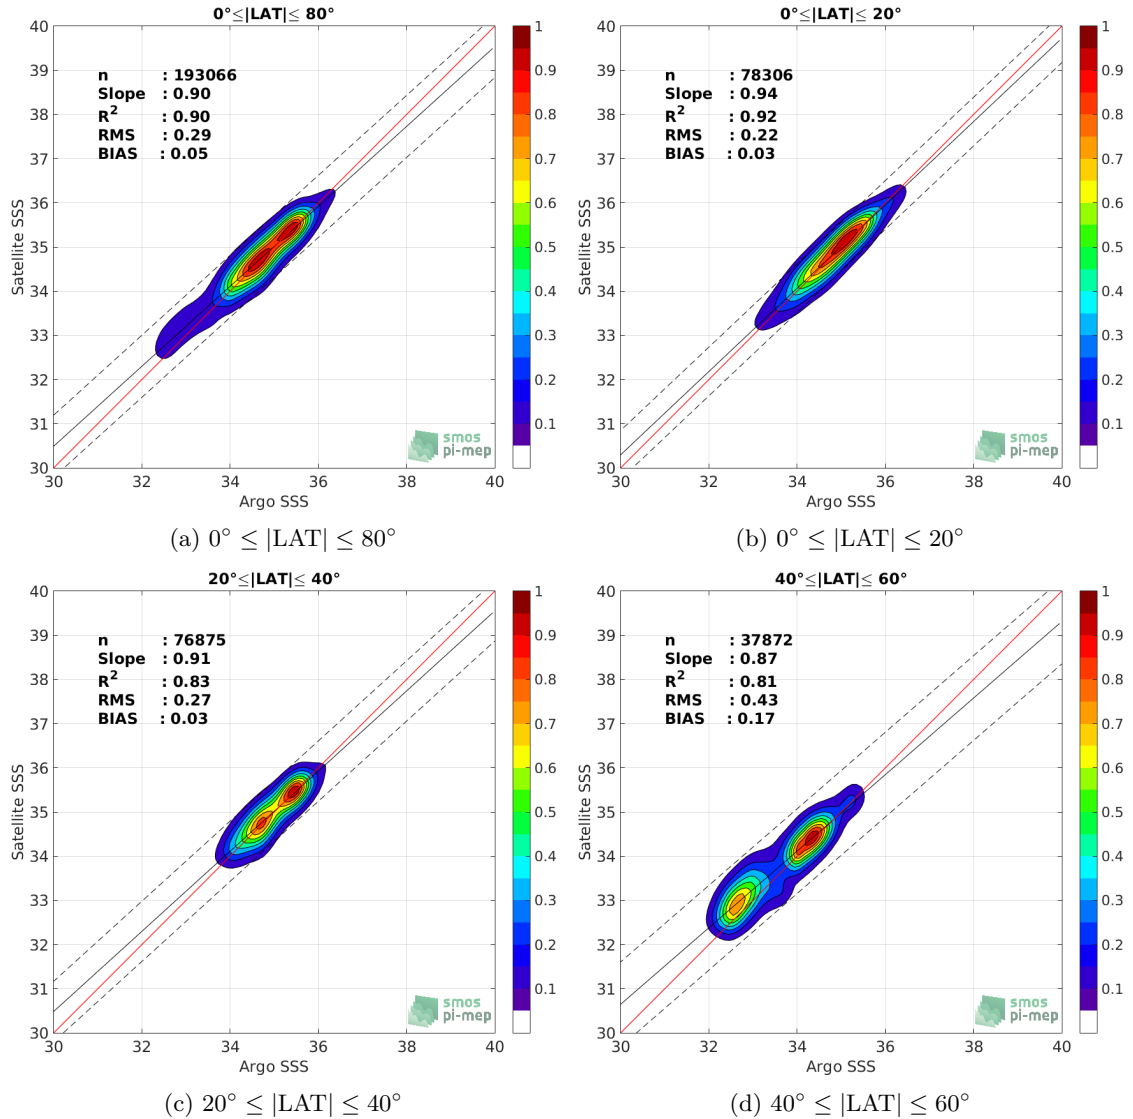 0°≤|LAT|≤ 80°
n : 193066
Slope : 0.90
R2 : 0.90
RMS : 0.29
BIAS : 0.05
Satellite SSS
40
39
38
37
36
35
34
33
32
31
30
30 32 34 36 38 40
Argo SSS
1
0.9
0.8
0.7
0.6
0.5
0.4
0.3
0.2
0.1
smos
pi-mep
(a) 0° ≤ |LAT| ≤ 80°
0°≤|LAT|≤ 20°
n : 78306
Slope : 0.94
R2 : 0.92
RMS : 0.22
BIAS : 0.03
Satellite SSS
40
39
38
37
36
35
34
33
32
31
30
30 32 34 36 38 40
Argo SSS
1
0.9
0.8
0.7
0.6
0.5
0.4
0.3
0.2
0.1
smos
pi-mep
(b) 0° ≤ |LAT| ≤ 20°
20°≤|LAT|≤ 40°
n : 76875
Slope : 0.91
R2 : 0.83
RMS : 0.27
BIAS : 0.03
Satellite SSS
40
39
38
37
36
35
34
33
32
31
30
30 32 34 36 38 40
Argo SSS
1
0.9
0.8
0.7
0.6
0.5
0.4
0.3
0.2
0.1
smos
pi-mep
(c) 20° ≤ |LAT| ≤ 40°
40°≤|LAT|≤ 60°
n : 37872
Slope : 0.87
R2 : 0.81
RMS : 0.43
BIAS : 0.17
Satellite SSS
40
39
38
37
36
35
34
33
32
31
30
30 32 34 36 38 40
Argo SSS
1
0.9
0.8
0.7
0.6
0.5
0.4
0.3
0.2
0.1
smos
pi-mep
(d) 40° ≤ |LAT| ≤ 60°